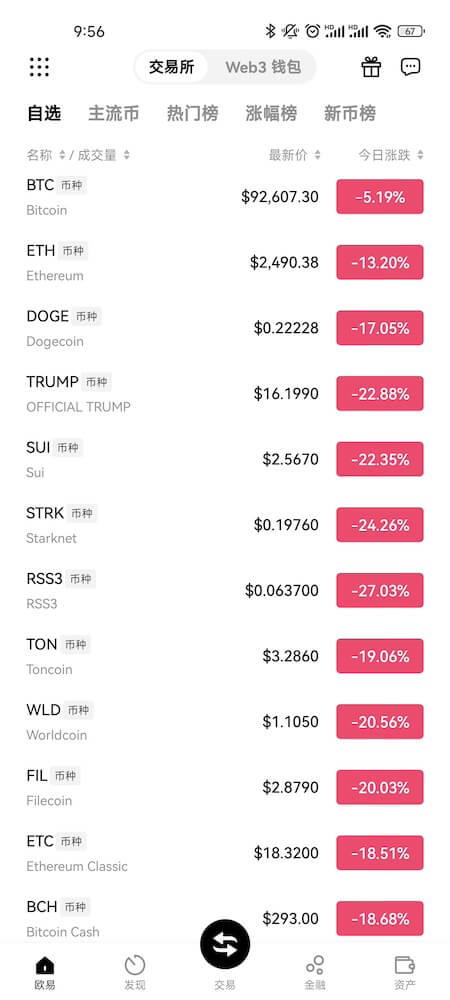 9:56
HD HD 67
交易所 Web3 钱包
自选 主流币 热门榜 涨幅榜 新币榜
名称 / 成交量 最新价 今日涨跌
BTC 币种
Bitcoin
$92,607.30 -5.19%
ETH 币种
Ethereum
$2,490.38 -13.20%
DOGE 币种
Dogecoin
$0.22228 -17.05%
TRUMP 币种
OFFICIAL TRUMP
$16.1990 -22.88%
SUI 币种
Sui
$2.5670 -22.35%
STRK 币种
Starknet
$0.19760 -24.26%
RSS3 币种
RSS3
$0.063700 -27.03%
TON 币种
Toncoin
$3.2860 -19.06%
WLD 币种
Worldcoin
$1.1050 -20.56%
FIL 币种
Filecoin
$2.8790 -20.03%
ETC 币种
Ethereum Classic
$18.3200 -18.51%
BCH 币种
Bitcoin Cash
$293.00 -18.68%
欧易 发现 交易 金融 资产